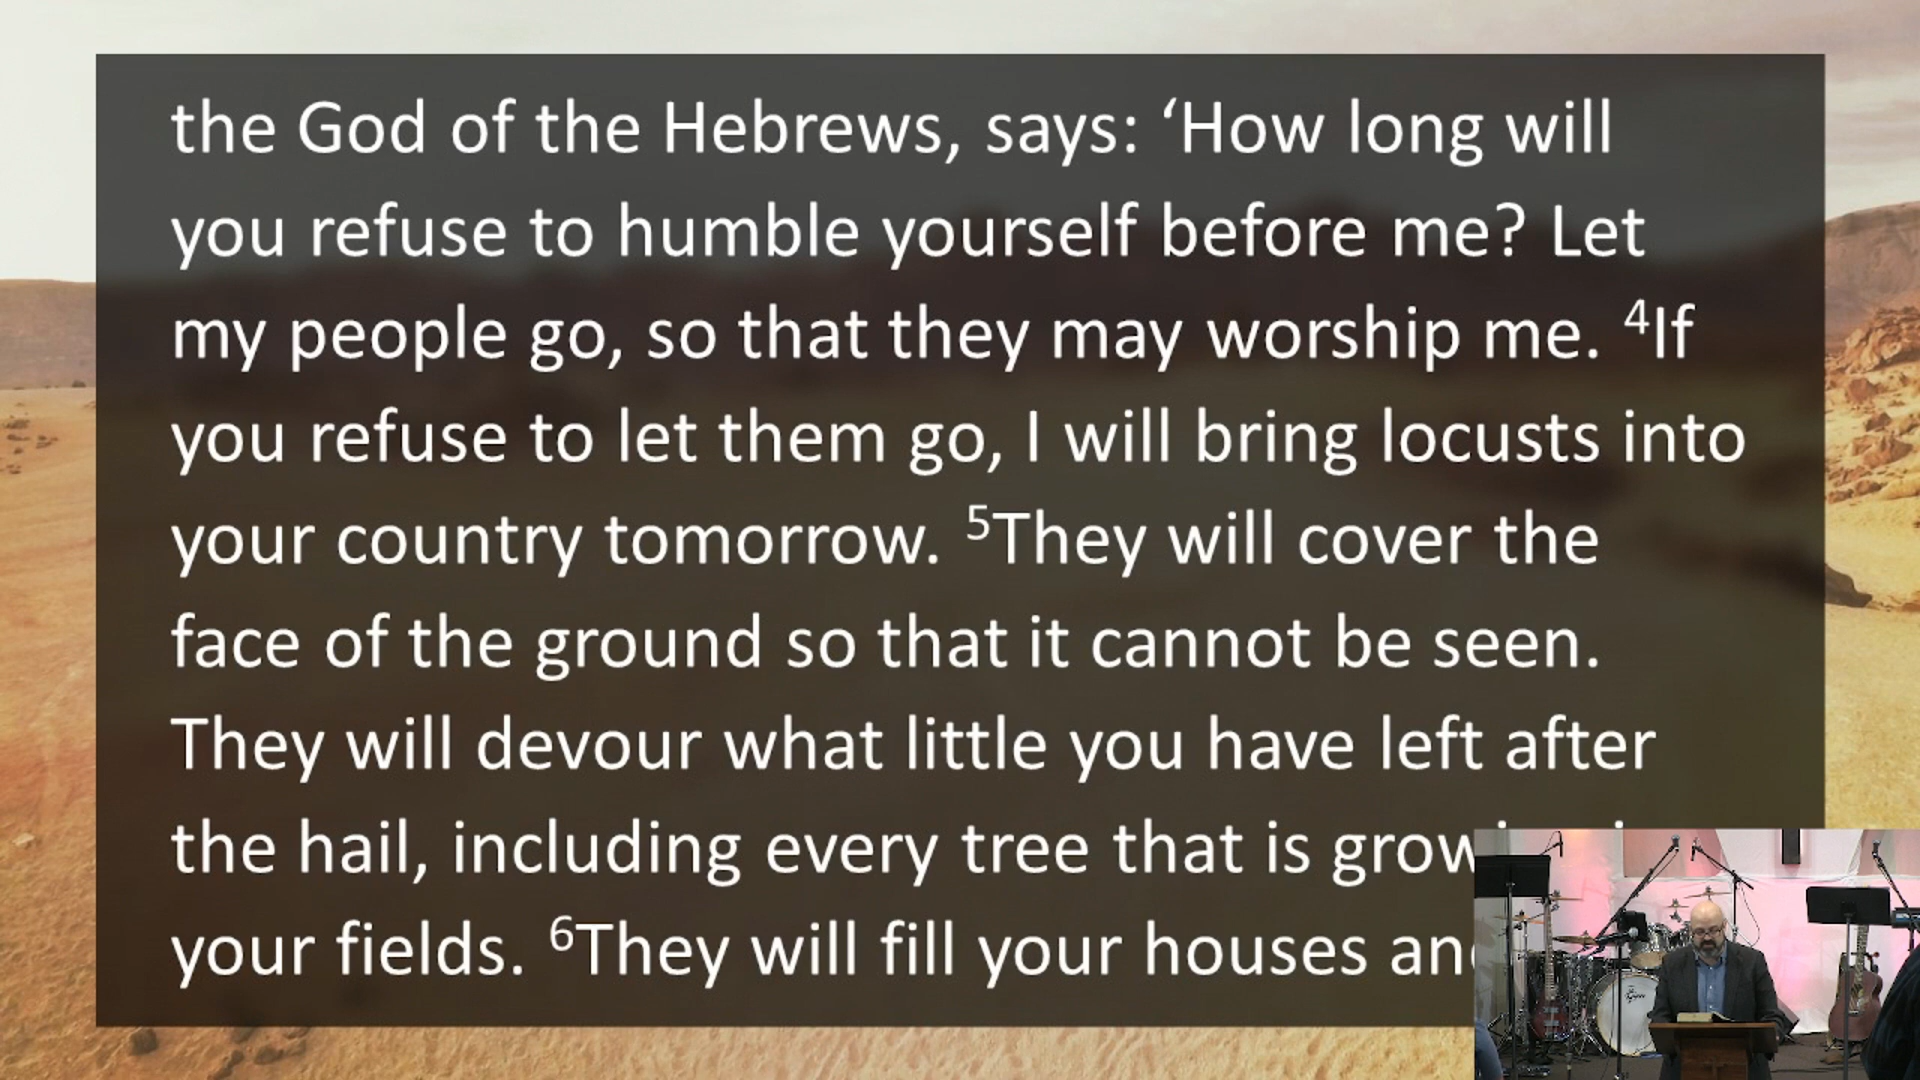 the God of the Hebrews, says: ‘How long will
you refuse to humble yourself before me? Let
my people go, so that they may worship me. ⁴If
you refuse to let them go, I will bring locusts into
your country tomorrow. ⁵They will cover the
face of the ground so that it cannot be seen.
They will devour what little you have left after
the hail, including every tree that is
your fields. ⁶They will fill your houses